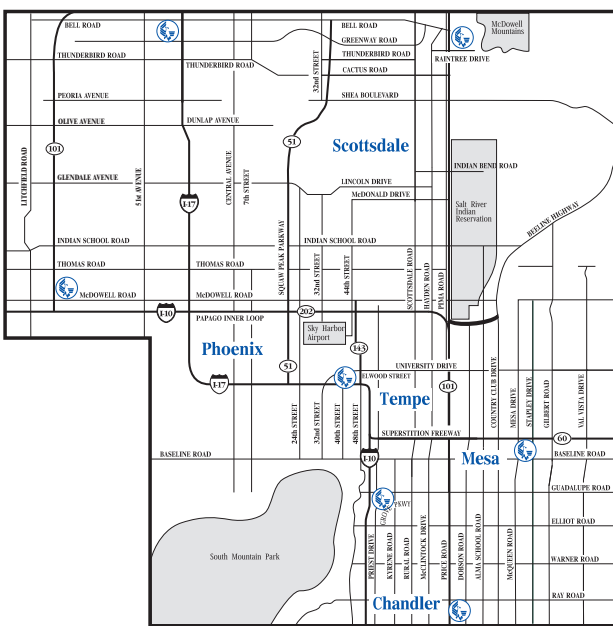 BELL ROAD
BELL ROAD
McDowell
Mountains
GREENWAY ROAD
THUNDERBIRD ROAD
THUNDERBIRD ROAD
RAINTREE DRIVE
THUNDERBIRD ROAD
CACTUS ROAD
32nd STREET
PEORIA AVENUE
SHEA BOULEVARD
OLIVE AVENUE
DUNLAP AVENUE
51
Scottsdale
101
LITCHFIELD ROAD
51st AVENUE
CENTRAL AVENUE
7th STREET
INDIAN BEND ROAD
GLENDALE AVENUE
LINCOLN DRIVE
McDONALD DRIVE
I-17
Salt River
Indian
Reservation
BEELINE HIGHWAY
INDIAN SCHOOL ROAD
INDIAN SCHOOL ROAD
SQUAW PEAK PARKWAY
32nd STREET
44th STREET
SCOTTSDALE ROAD
HAYDEN ROAD
PIMA ROAD
THOMAS ROAD
THOMAS ROAD
McDOWELL ROAD
McDOWELL ROAD
I-10
PAPAGO INNER LOOP
202
Sky Harbor
Airport
143
Phoenix
51
UNIVERSITY DRIVE
ELWOOD STREET
I-17
101
Tempe
COUNTRY CLUB DRIVE
MESA DRIVE
STAPLEY DRIVE
GILBERT ROAD
VAL VISTA DRIVE
24th STREET
32nd STREET
40th STREET
48th STREET
SUPERSTITION FREEWAY
60
BASELINE ROAD
I-10
Mesa
BASELINE ROAD
GUADALUPE ROAD
PKWY
ELLIOT ROAD
South Mountain Park
PRIEST DRIVE
KYRENE ROAD
RURAL ROAD
McCLINTOCK DRIVE
PRICE ROAD
DOBSON ROAD
ALMA SCHOOL ROAD
McQUEEN ROAD
WARNER ROAD
Chandler
RAY ROAD